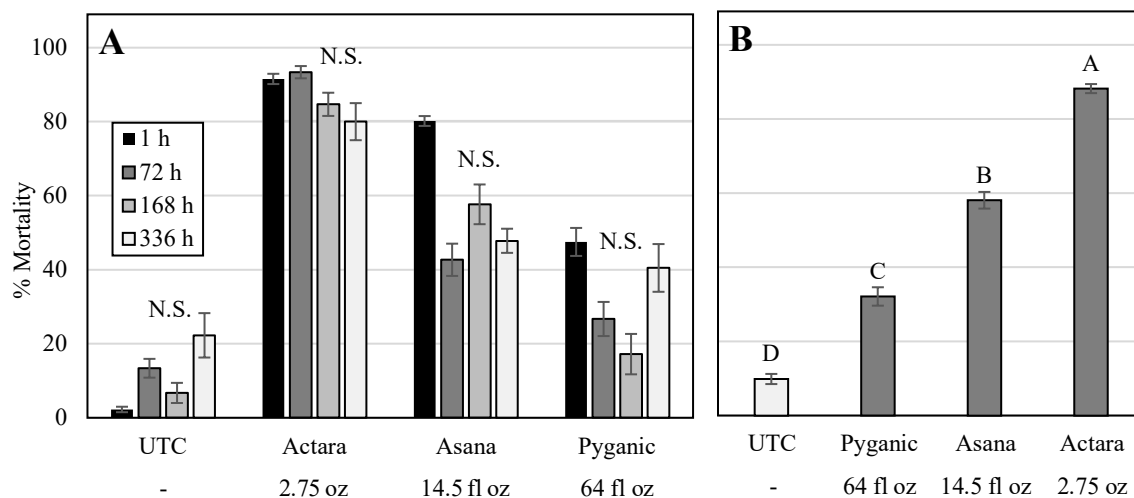 A
B
100
80
60
40
20
0
% Mortality
1 h
72 h
168 h
336 h
N.S.
N.S.
N.S.
N.S.
UTC Actara Asana Pyganic
- 2.75 oz 14.5 fl oz 64 fl oz
D
C
B
A
UTC Pyganic Asana Actara
- 64 fl oz 14.5 fl oz 2.75 oz